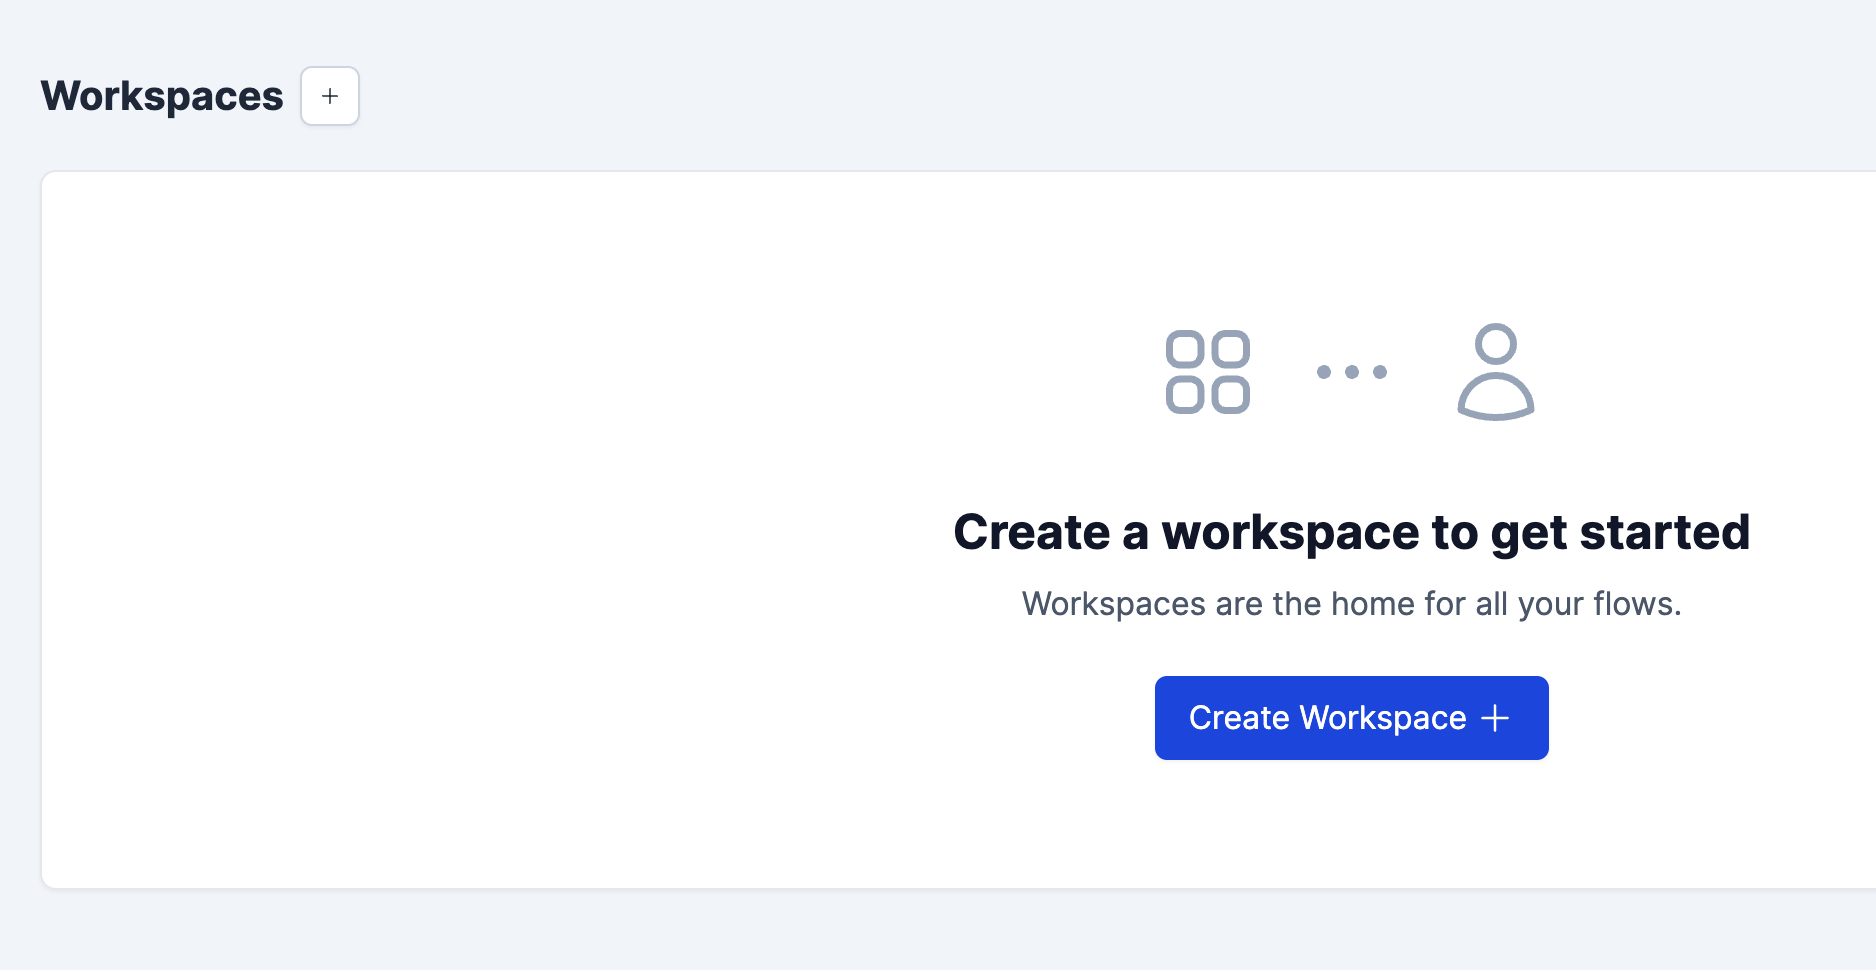 Workspaces
Create a workspace to get started
Workspaces are the home for all your flows.
Create Workspace +